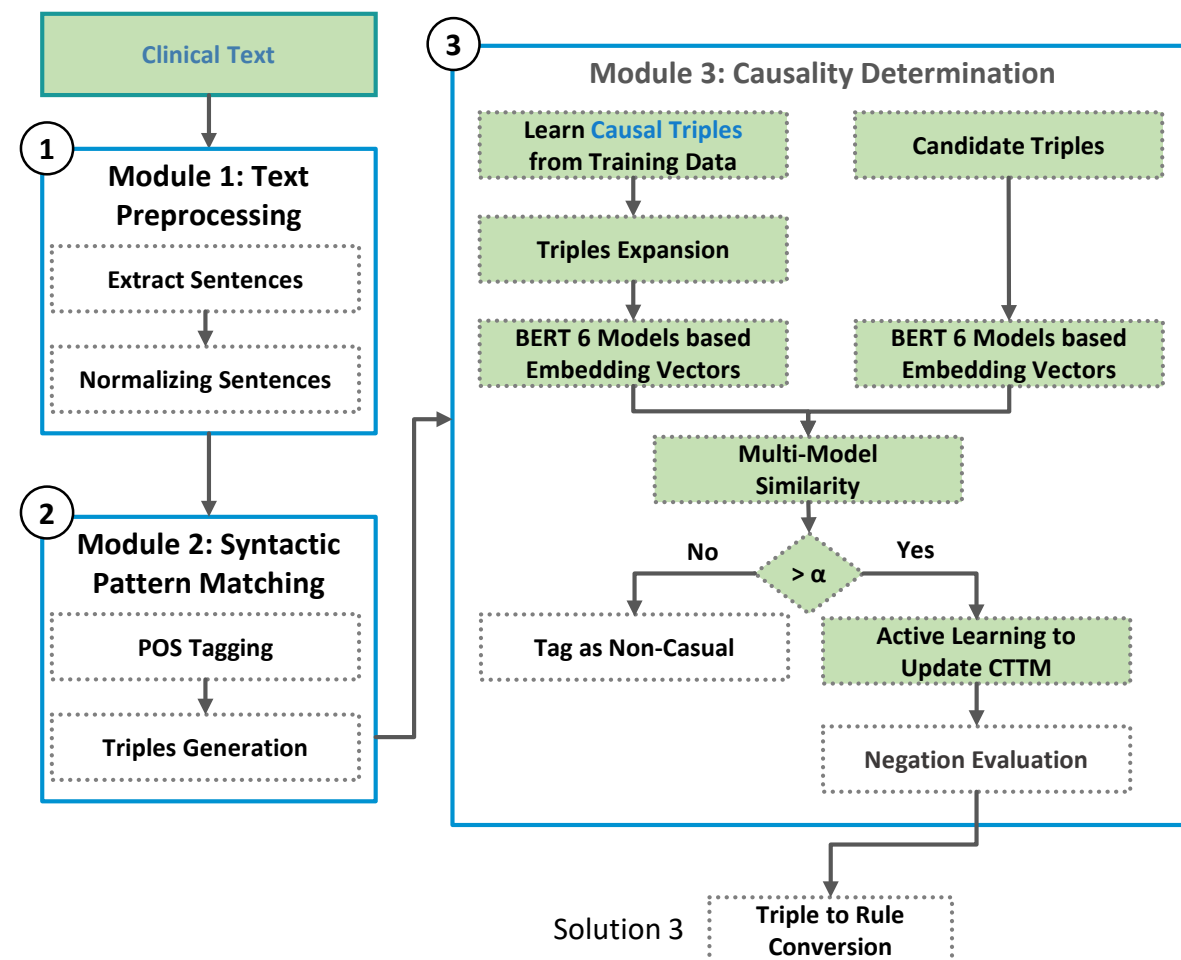 Clinical Text
1
Module 1: Text
Preprocessing
Extract Sentences
Normalizing Sentences
2
Module 2: Syntactic
Pattern Matching
POS Tagging
Triples Generation
3
Module 3: Causality Determination
Learn Causal Triples
from Training Data
Candidate Triples
Triples Expansion
BERT 6 Models based
Embedding Vectors
BERT 6 Models based
Embedding Vectors
Multi-Model
Similarity
No
> α
Yes
Tag as Non-Casual
Active Learning to
Update CTTM
Negation Evaluation
Solution 3
Triple to Rule
Conversion